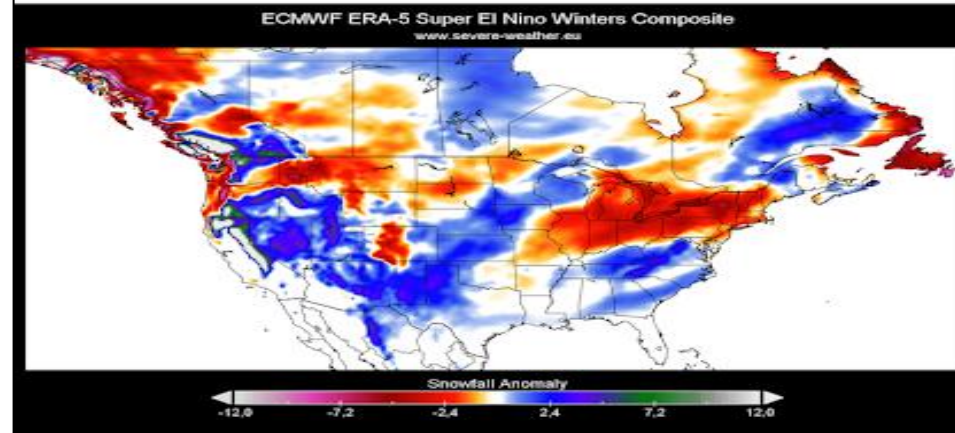 ECMWF ERA-5 Super El Nino Winters Composite
www.severe-weather.eu
Snowfall Anomaly
-12,0 -7,2 -2,4 2,4 7,2 12,0